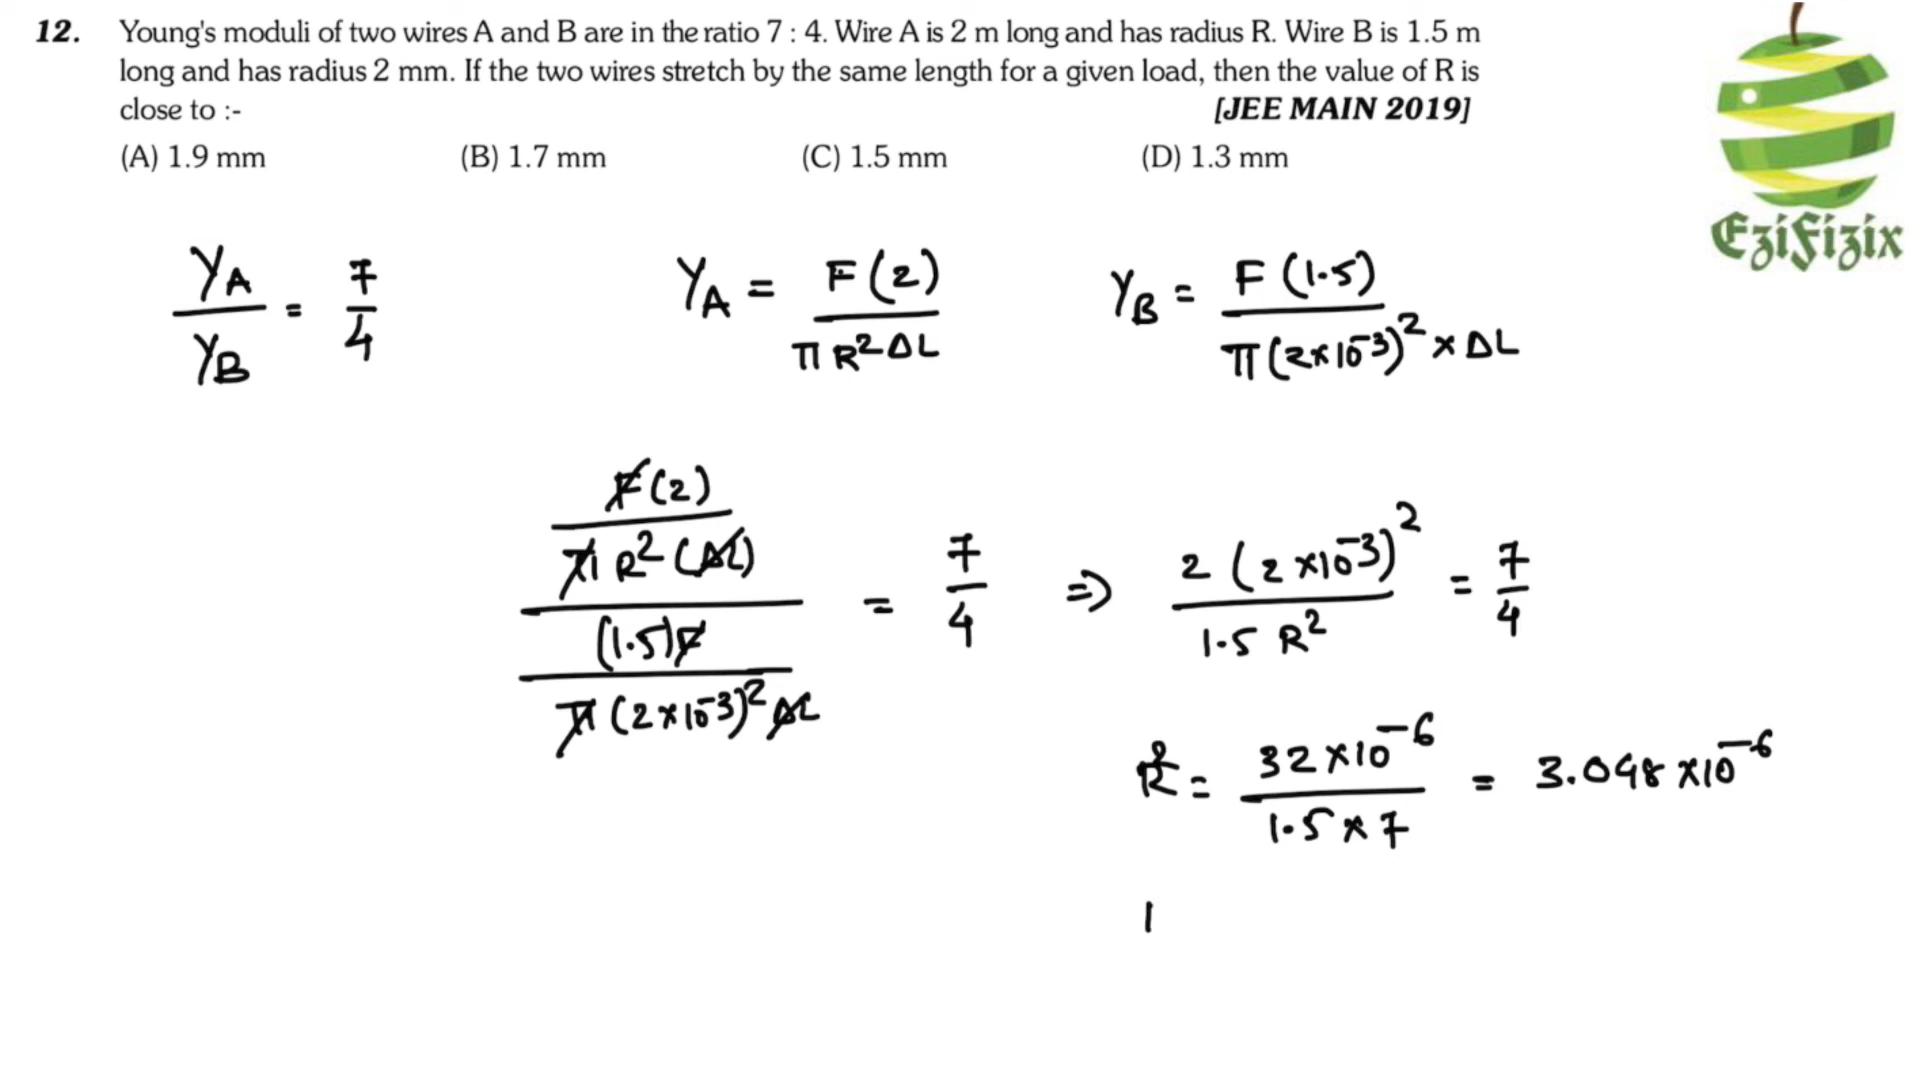 12. Young's moduli of two wires A and B are in the ratio 7 : 4. Wire A is 2 m long and has radius R. Wire B is 1.5 m
long and has radius 2 mm. If the two wires stretch by the same length for a given load, then the value of R is
close to :- [JEE MAIN 2019]
(A) 1.9 mm (B) 1.7 mm (C) 1.5 mm (D) 1.3 mm
EziFizix
Y_A / Y_B = 7/4
Y_A = F(2) / πR²ΔL
Y_B = F(1.5) / π(2×10⁻³)² × ΔL
F(2) / πR²(ΔL) / (1.5)F / π(2×10⁻³)²ΔL = 7/4 ⇒ 2(2×10⁻³)² / 1.5 R² = 7/4
R² = 32×10⁻⁶ / 1.5×7 = 3.048×10⁻⁶